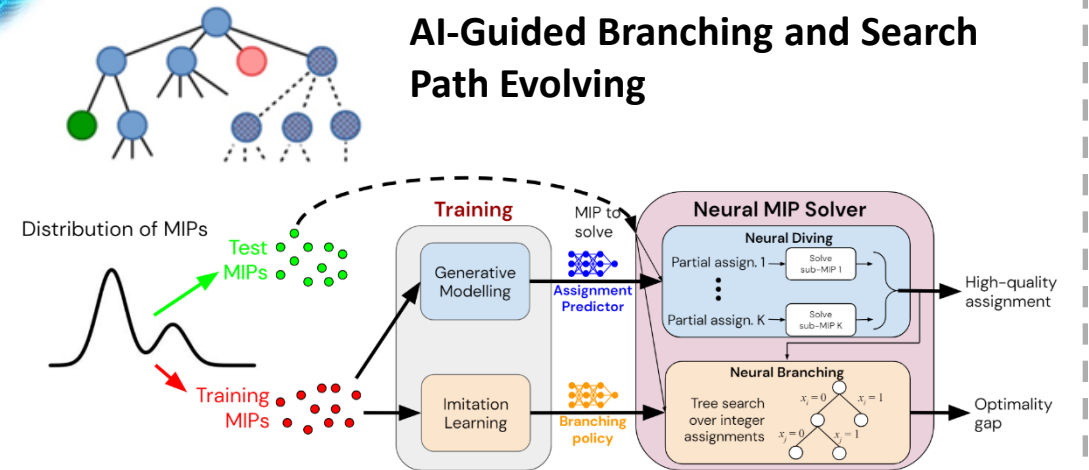 AI-Guided Branching and Search
Path Evolving
Distribution of MIPs
Test
MIPs
Training
MIPs
Training
Generative
Modelling
Imitation
Learning
MIP to
solve
Assignment
Predictor
Branching
policy
Neural MIP Solver
Neural Diving
Partial assign. 1
Solve
sub-MIP 1
Partial assign. K
Solve
sub-MIP K
Neural Branching
Tree search
over integer
assignments
x_i = 0
x_i = 1
x_j = 0
x_j = 1
High-quality
assignment
Optimality
gap